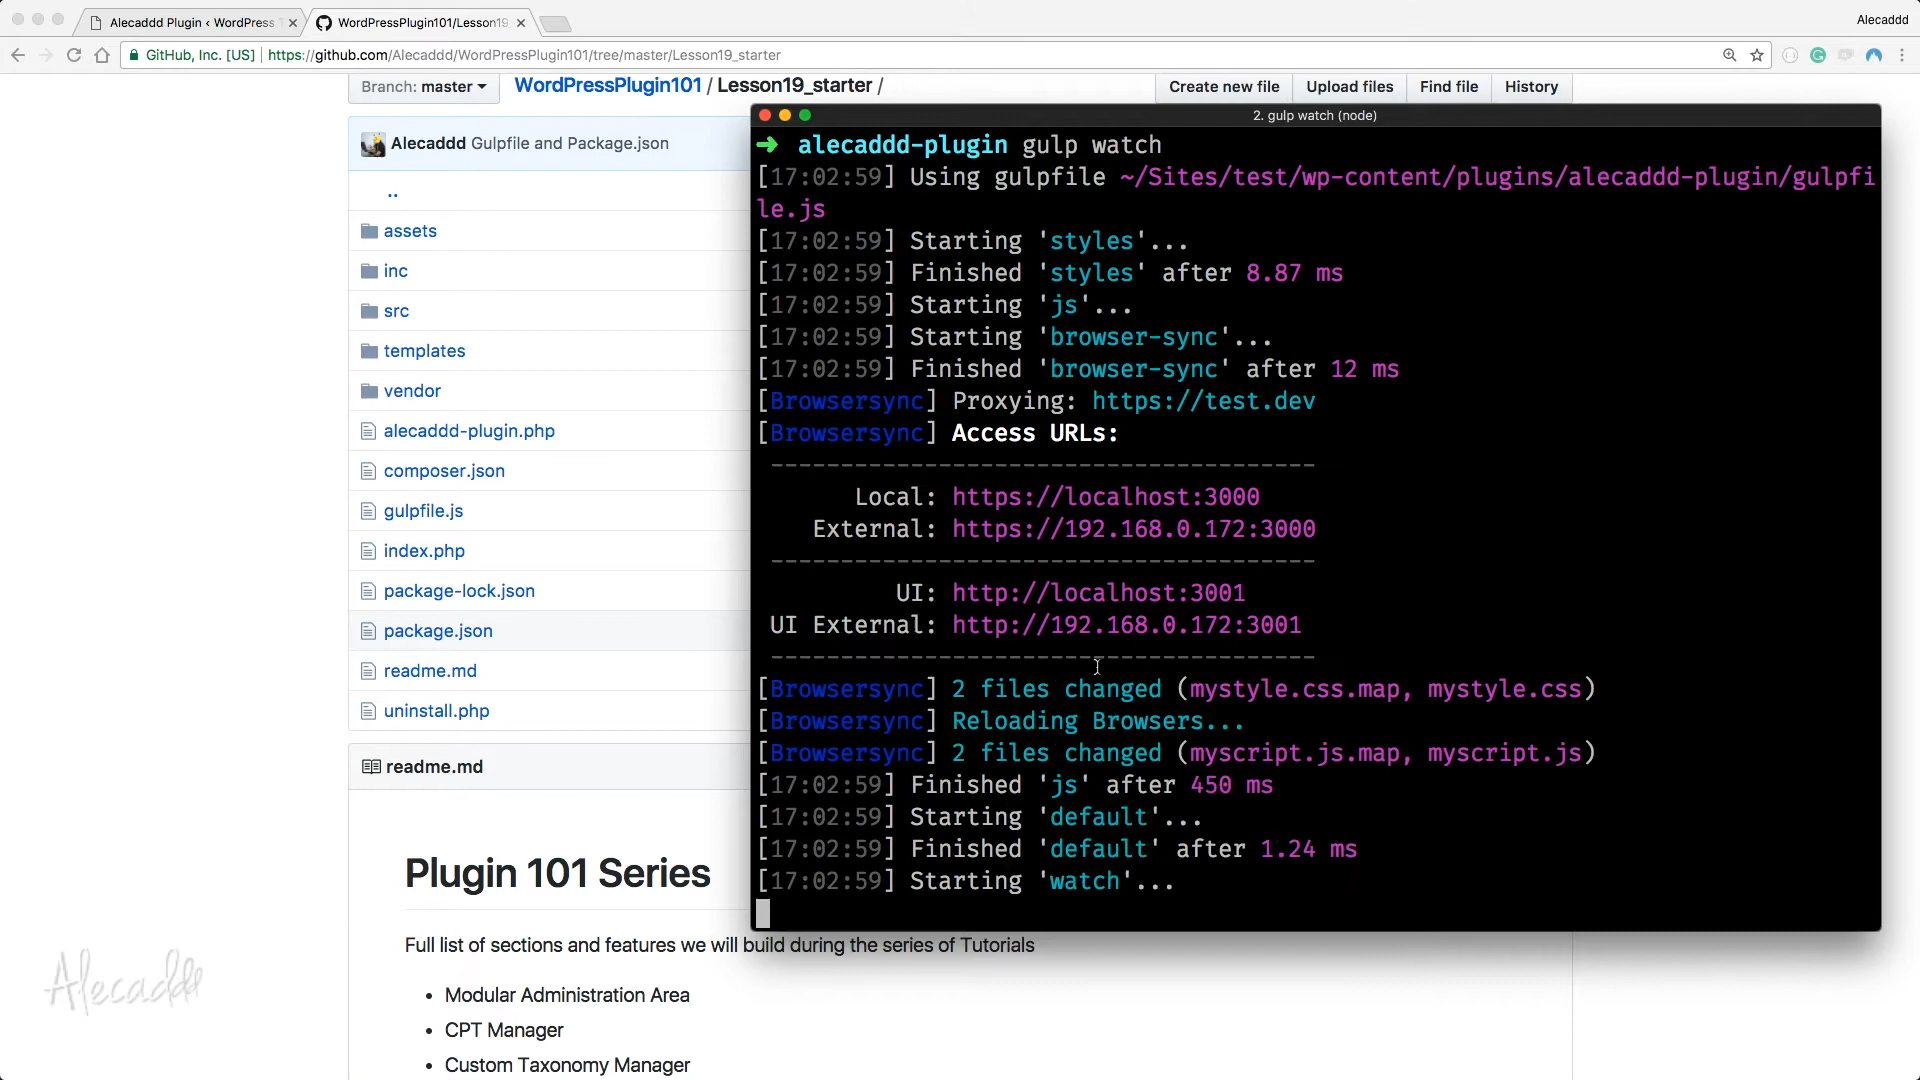 Alecaddd Plugin ‹ WordPress
WordPressPlugin101/Lesson19
Alecaddd
GitHub, Inc. [US]
https://github.com/Alecaddd/WordPressPlugin101/tree/master/Lesson19_starter
Branch: master
WordPressPlugin101 / Lesson19_starter /
Create new file
Upload files
Find file
History
Alecaddd Gulpfile and Package.json
..
assets
inc
src
templates
vendor
alecaddd-plugin.php
composer.json
gulpfile.js
index.php
package-lock.json
package.json
readme.md
uninstall.php
readme.md
Plugin 101 Series
Full list of sections and features we will build during the series of Tutorials
• Modular Administration Area
• CPT Manager
• Custom Taxonomy Manager
2. gulp watch (node)
➜ alecaddd-plugin gulp watch
[17:02:59] Using gulpfile ~/Sites/test/wp-content/plugins/alecaddd-plugin/gulpfi
le.js
[17:02:59] Starting 'styles'...
[17:02:59] Finished 'styles' after 8.87 ms
[17:02:59] Starting 'js'...
[17:02:59] Starting 'browser-sync'...
[17:02:59] Finished 'browser-sync' after 12 ms
[Browsersync] Proxying: https://test.dev
[Browsersync] Access URLs:
---------------------------------------
Local: https://localhost:3000
External: https://192.168.0.172:3000
---------------------------------------
UI: http://localhost:3001
UI External: http://192.168.0.172:3001
---------------------------------------
[Browsersync] 2 files changed (mystyle.css.map, mystyle.css)
[Browsersync] Reloading Browsers...
[Browsersync] 2 files changed (myscript.js.map, myscript.js)
[17:02:59] Finished 'js' after 450 ms
[17:02:59] Starting 'default'...
[17:02:59] Finished 'default' after 1.24 ms
[17:02:59] Starting 'watch'...
Alecaddd